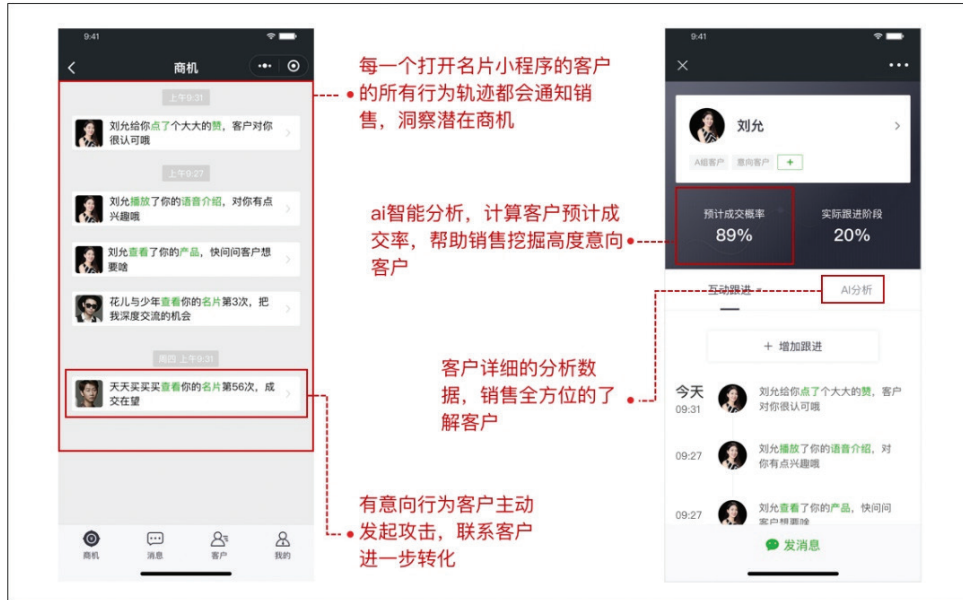 9:41
商机
上午9:31
刘允给你点了个大大的赞，客户对你
很认可哦
上午9:27
刘允播放了你的语音介绍，对你有点
兴趣哦
刘允查看了你的产品，快问问客户想
要啥
花儿与少年查看你的名片第3次，把
我深度交流的机会
周四 上午9:31
天天买买买查看你的名片第56次，成
交在望
商机
消息
客户
我的
每一个打开名片小程序的客户
的所有行为轨迹都会通知销
售，洞察潜在商机
ai智能分析，计算客户预计成
交率，帮助销售挖掘高度意向
客户
客户详细的分析数
据，销售全方位的了
解客户
有意向行为客户主动
发起攻击，联系客户
进一步转化
9:41
刘允
A组客户 意向客户 +
预计成交概率
89%
实际跟进阶段
20%
互动跟进
AI分析
+ 增加跟进
今天
09:31
刘允给你点了个大大的赞，客户
对你很认可哦
09:27
刘允播放了你的语音介绍，对
你有点兴趣哦
09:27
刘允查看了你的产品，快问问
客户想要啥
发消息